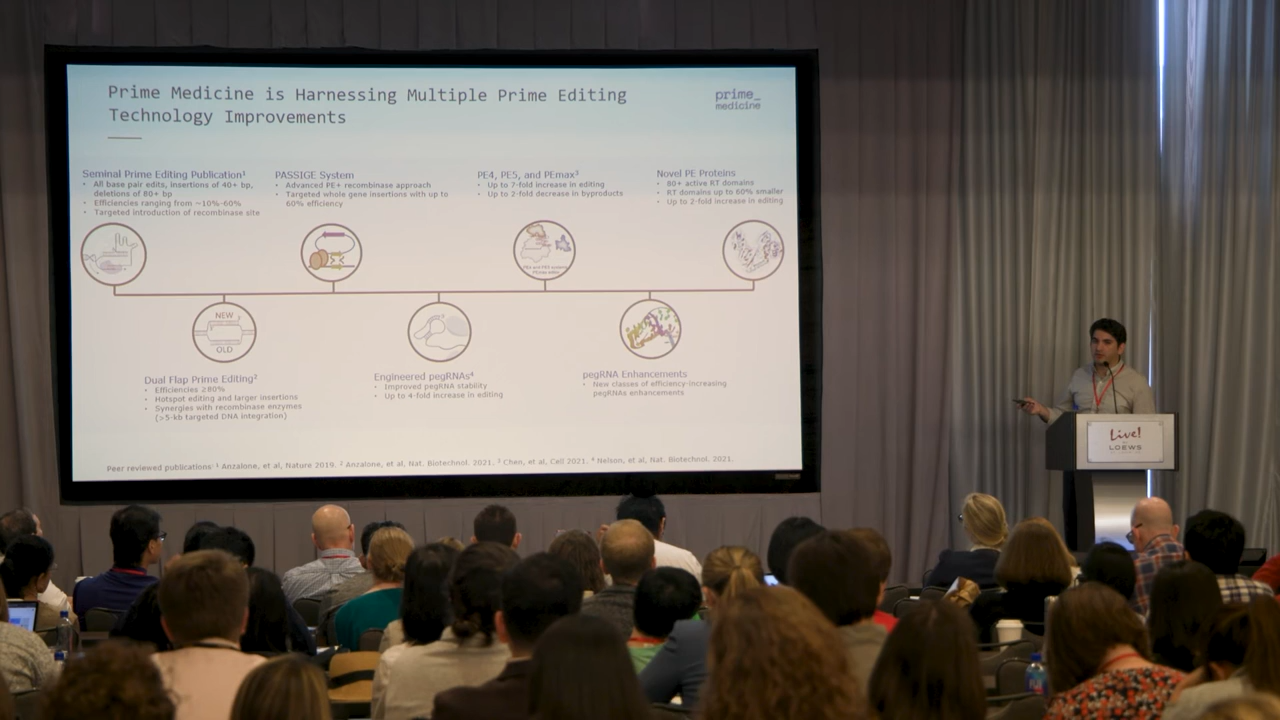 Prime Medicine is Harnessing Multiple Prime Editing
Technology Improvements
prime_
medicine
Seminal Prime Editing Publication¹
• All base pair edits, insertions of 40+ bp,
deletions of 80+ bp
• Efficiencies ranging from ~10%-60%
• Targeted introduction of recombinase site
PASSIGE System
• Advanced PE+ recombinase approach
• Targeted whole gene insertions with up to
60% efficiency
PE4, PE5, and PEmax³
• Up to 7-fold increase in editing
• Up to 2-fold decrease in byproducts
Novel PE Proteins
• 80+ active RT domains
• RT domains up to 60% smaller
• Up to 2-fold increase in editing
NEW
OLD
Dual Flap Prime Editing²
• Efficiencies ≥80%
• Hotspot editing and larger insertions
• Synergies with recombinase enzymes
(>5-kb targeted DNA integration)
Engineered pegRNAs⁴
• Improved pegRNA stability
• Up to 4-fold increase in editing
pegRNA Enhancements
• New classes of efficiency-increasing
pegRNAs enhancements
Peer reviewed publications: ¹ Anzalone, et al, Nature 2019. ² Anzalone, et al, Nat. Biotechnol. 2021. ³ Chen, et al, Cell 2021. ⁴ Nelson, et al, Nat. Biotechnol. 2021.
Live!
BY
LOEWS